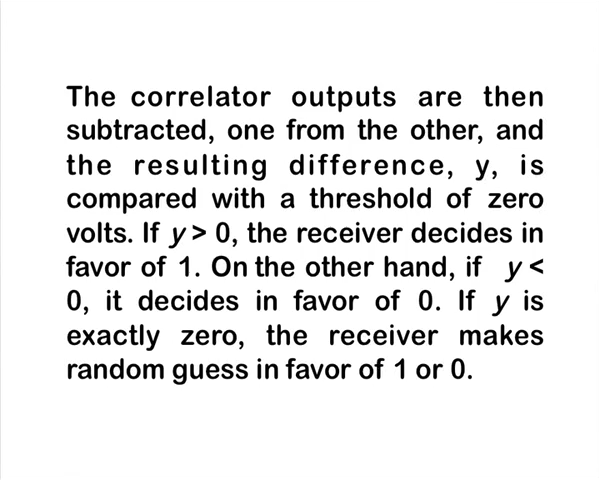 The correlator outputs are then
subtracted, one from the other, and
the resulting difference, y, is
compared with a threshold of zero
volts. If y > 0, the receiver decides in
favor of 1. On the other hand, if y <
0, it decides in favor of 0. If y is
exactly zero, the receiver makes
random guess in favor of 1 or 0.